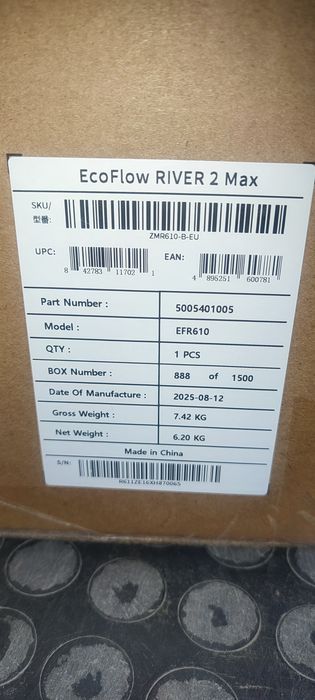 EcoFlow RIVER 2 Max
SKU/
型番:
ZMR610-B-EU
UPC: 8 42783 11702 1 EAN: 4 895251 600781
Part Number : 5005401005
Model : EFR610
QTY : 1 PCS
BOX Number : 888 of 1500
Date Of Manufacture : 2025-08-12
Gross Weight : 7.42 KG
Net Weight : 6.20 KG
Made in China
S/N: R611ZE16XH870065